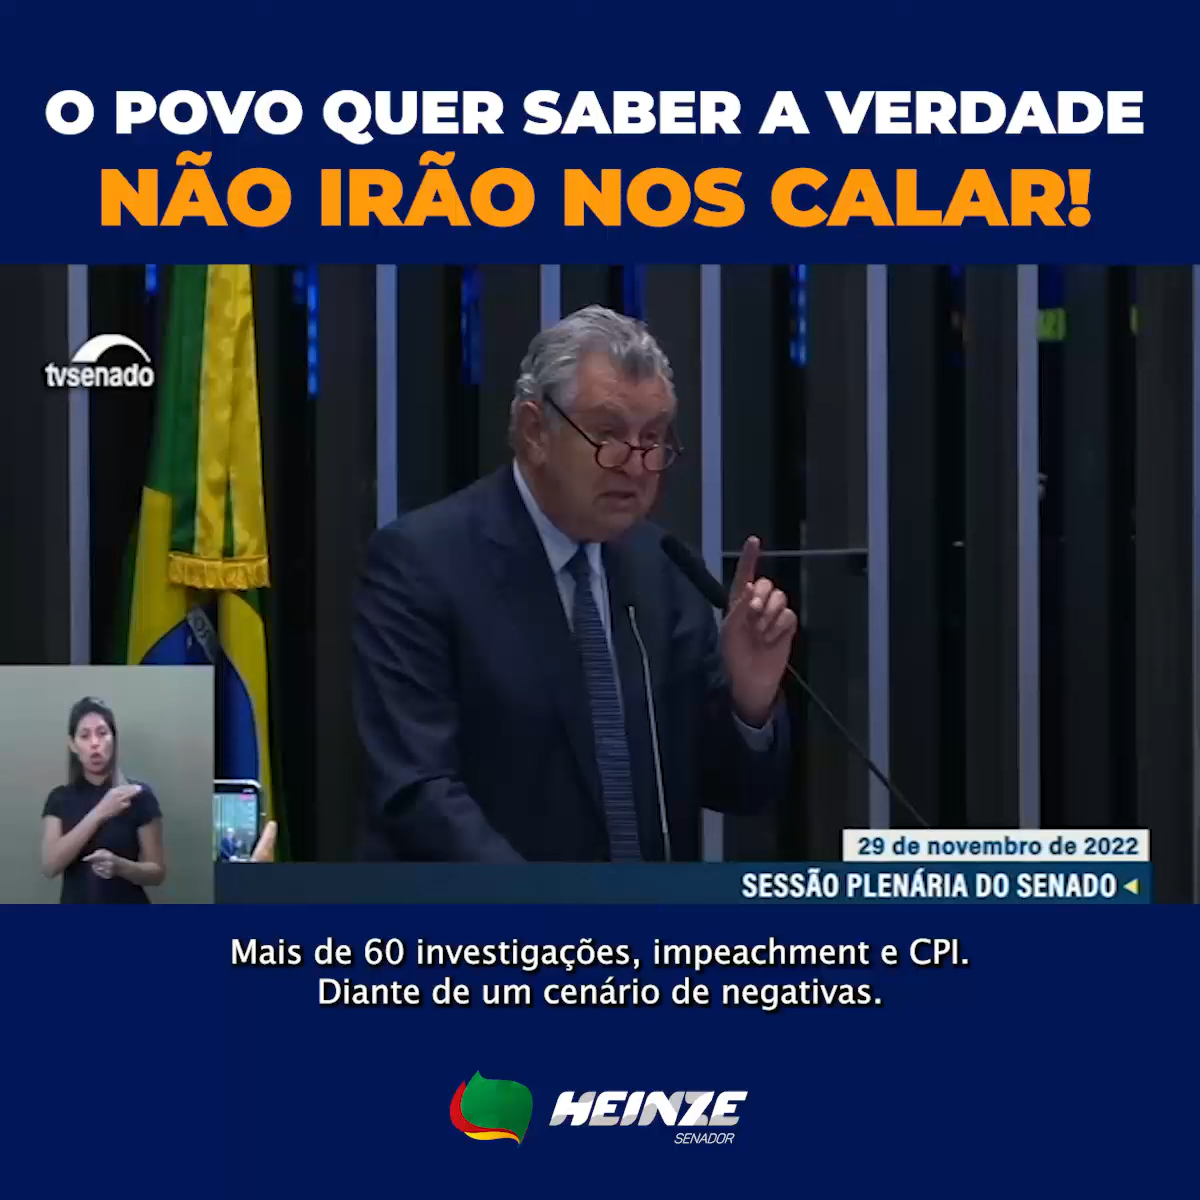 O POVO QUER SABER A VERDADE
NÃO IRÃO NOS CALAR!
tvsenado
29 de novembro de 2022
SESSÃO PLENÁRIA DO SENADO
Mais de 60 investigações, impeachment e CPI.
Diante de um cenário de negativas.
HEINZE
SENADOR